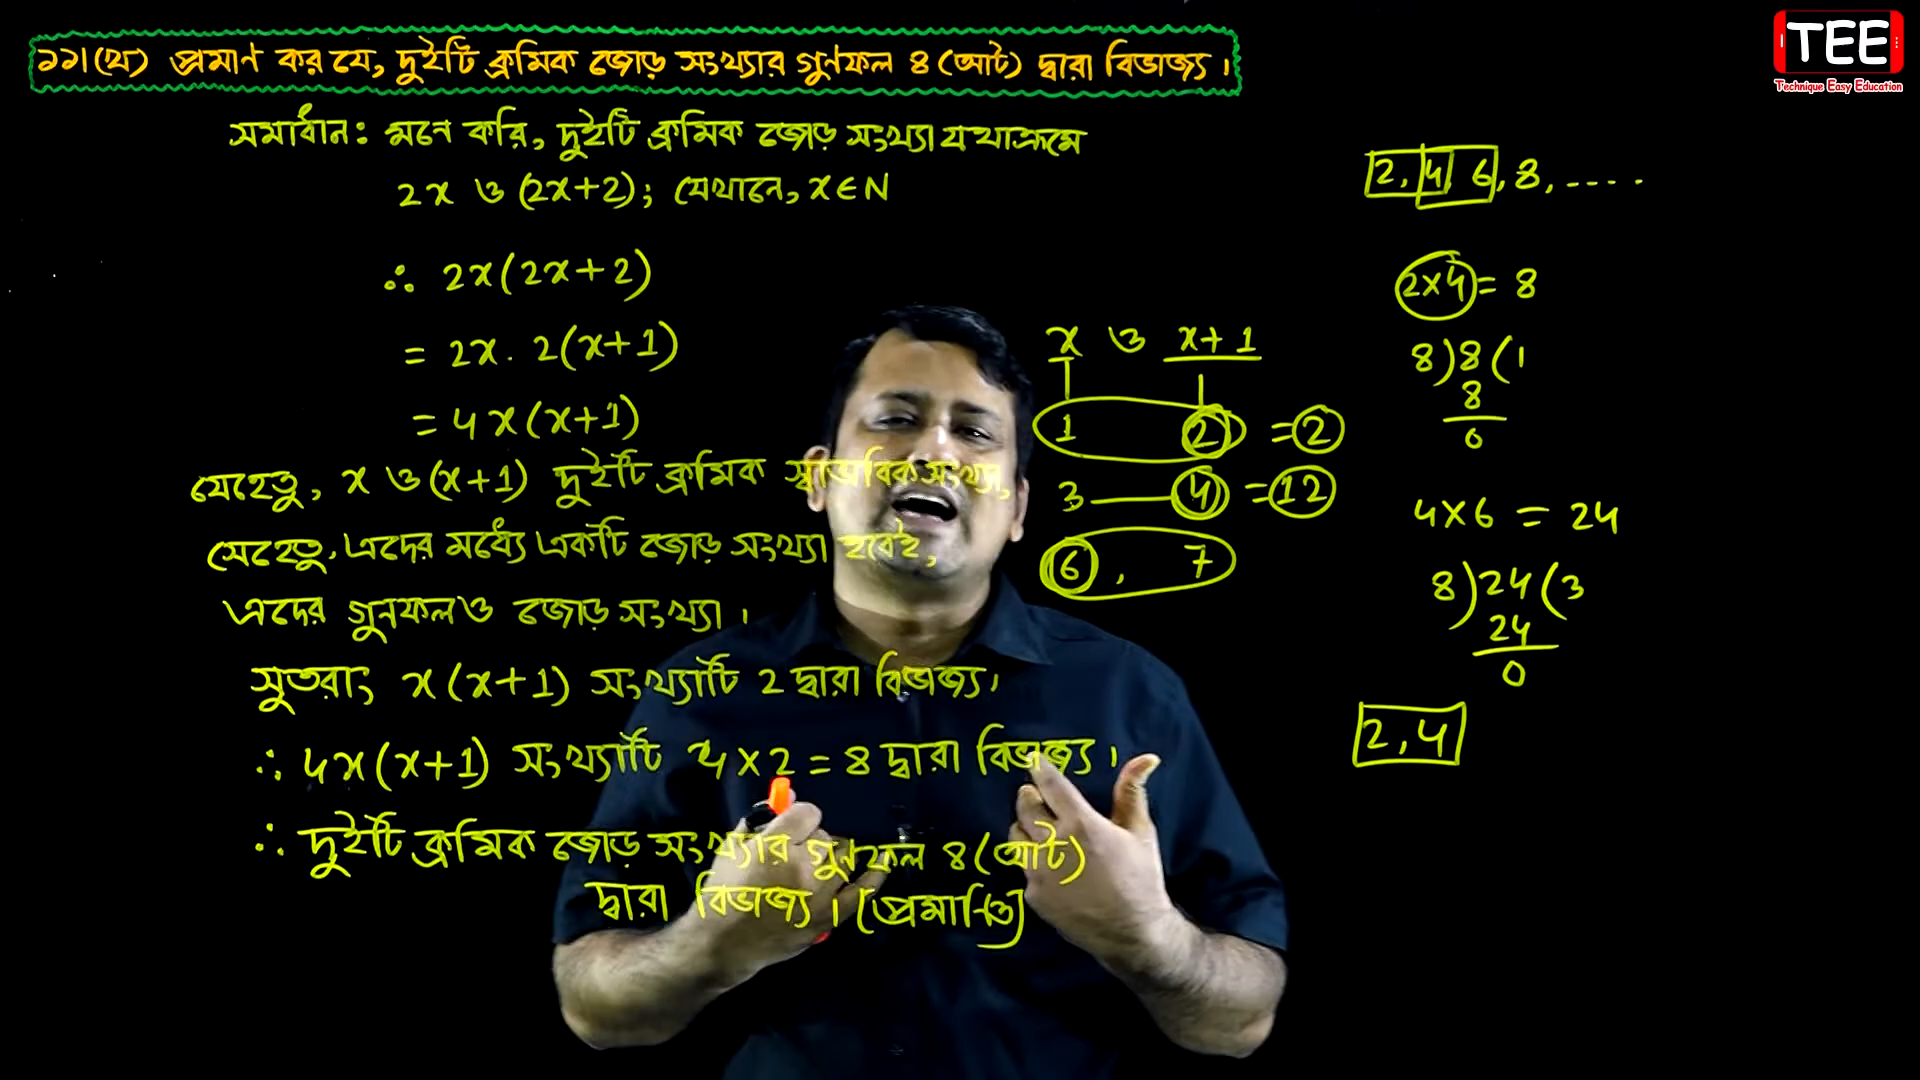 ১১। (খ) প্রমাণ কর যে, দুইটি ক্রমিক জোড় সংখ্যার গুণফল ৪ (আট) দ্বারা বিভাজ্য।
TEE
Technique Easy Education
সমাধান: মনে করি, দুইটি ক্রমিক জোড় সংখ্যা যথাক্রমে
2x ও (2x+2); যেখানে, x∈N
∴ 2x(2x+2)
= 2x. 2(x+1)
= 4x(x+1)
যেহেতু, x ও (x+1) দুইটি ক্রমিক স্বাভাবিক সংখ্যা,
সেহেতু, এদের মধ্যে একটি জোড় সংখ্যা হবেই,
এদের গুনফলও জোড় সংখ্যা।
সুতরাং x(x+1) সংখ্যাটি 2 দ্বারা বিভাজ্য।
∴ 4x(x+1) সংখ্যাটি 4×2=8 দ্বারা বিভাজ্য।
∴ দুইটি ক্রমিক জোড় সংখ্যার গুণফল ৪ (আট)
দ্বারা বিভাজ্য। [প্রমাণিত]
x ও x+1
1 2 =2
3 4 =12
6, 7
2, 4, 6, 8, ....
2×4= 8
8)8(1
8
0
4×6 = 24
8)24(3
24
0
2, 4